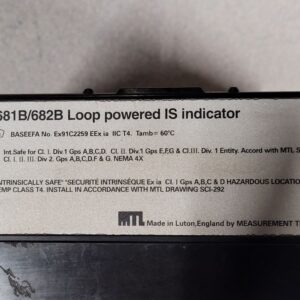 681B/682B Loop powered IS indicator
BASEEFA No. Ex91C2259 EEx ia IIC T4. Tamb= 60°C
Int.Safe for Cl. I. Div.1 Gps A,B,C,D. Cl II. Div.1 Gps E,F,G & Cl.III. Div. 1 Entity. Accord with MTL
Cl. I. II. III. Div 2. Gps A,B,C,D,F & G. NEMA 4X
INTRINSICALLY SAFE" "SECURITÉ INTRINSÈQUE Ex ia Cl I Gps A,B,C & D HAZARDOUS
TEMP CLASS T4. INSTALL IN ACCORDANCE WITH MTL DRAWING SCI-292
MTL Made in Luton,England by MEASUREMENT